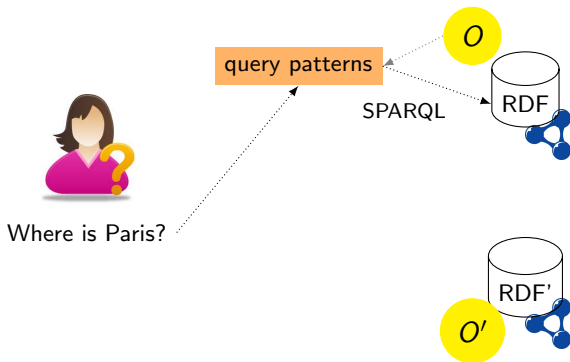 O
query patterns
RDF
SPARQL
?
Where is Paris?
RDF'
O'